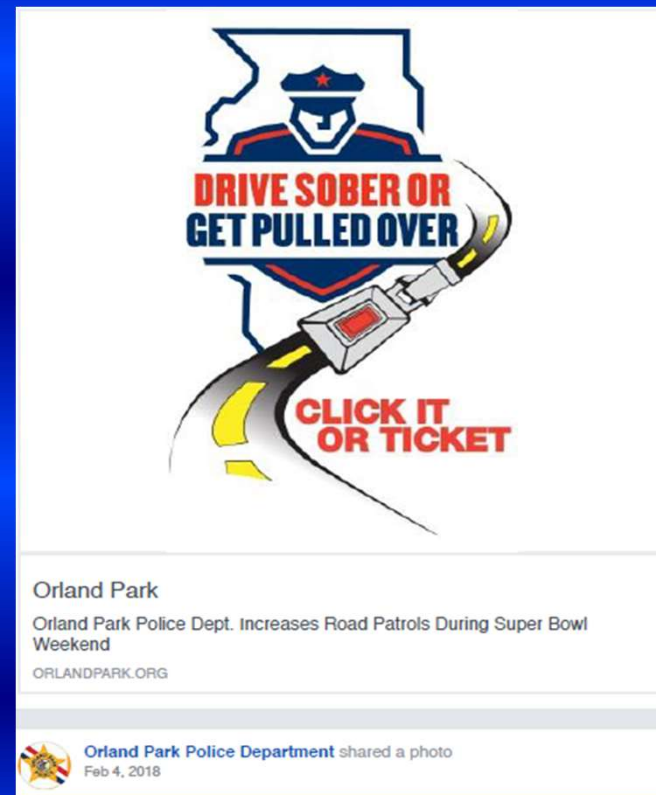 DRIVE SOBER OR
GET PULLED OVER
CLICK IT
OR TICKET
Orland Park
Orland Park Police Dept. Increases Road Patrols During Super Bowl
Weekend
ORLANDPARK.ORG
Orland Park Police Department shared a photo
Feb 4, 2018